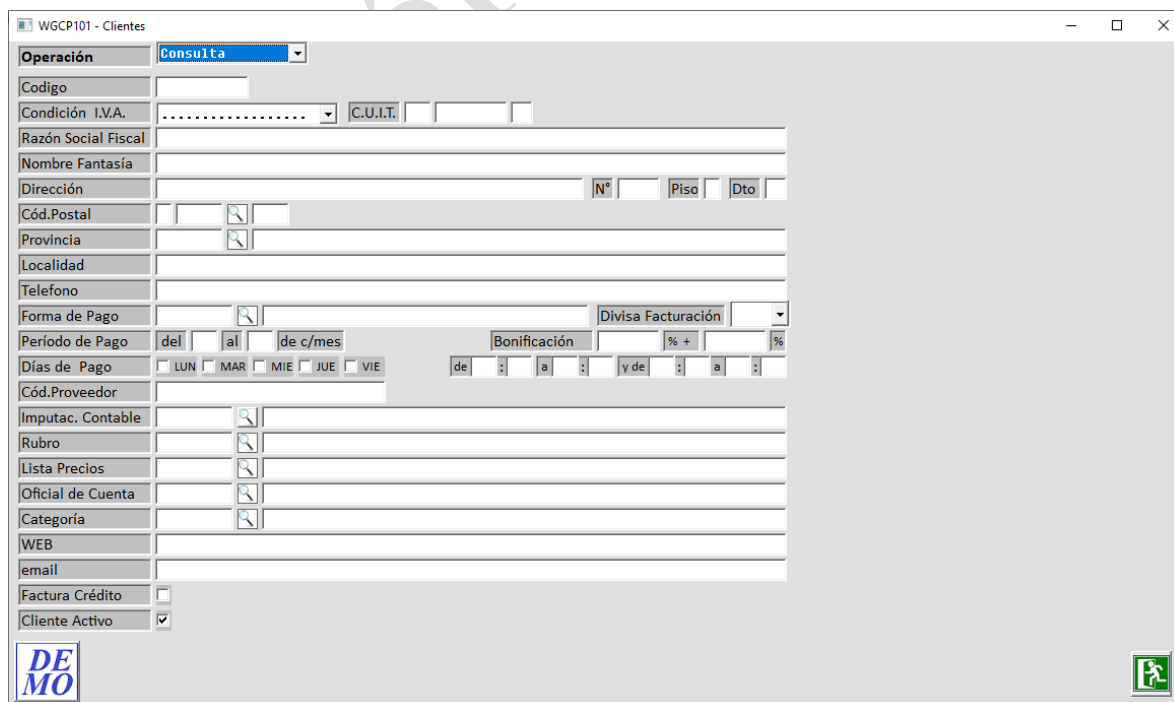 WGCP101 - Clientes
Operación Consulta
Codigo
Condición I.V.A. .................. C.U.I.T.
Razón Social Fiscal
Nombre Fantasía
Dirección N° Piso Dto
Cód.Postal
Provincia
Localidad
Telefono
Forma de Pago Divisa Facturación
Período de Pago del al de c/mes Bonificación % + %
Días de Pago LUN MAR MIE JUE VIE de : a : y de : a :
Cód.Proveedor
Imputac. Contable
Rubro
Lista Precios
Oficial de Cuenta
Categoría
WEB
email
Factura Crédito
Cliente Activo
DE
MO